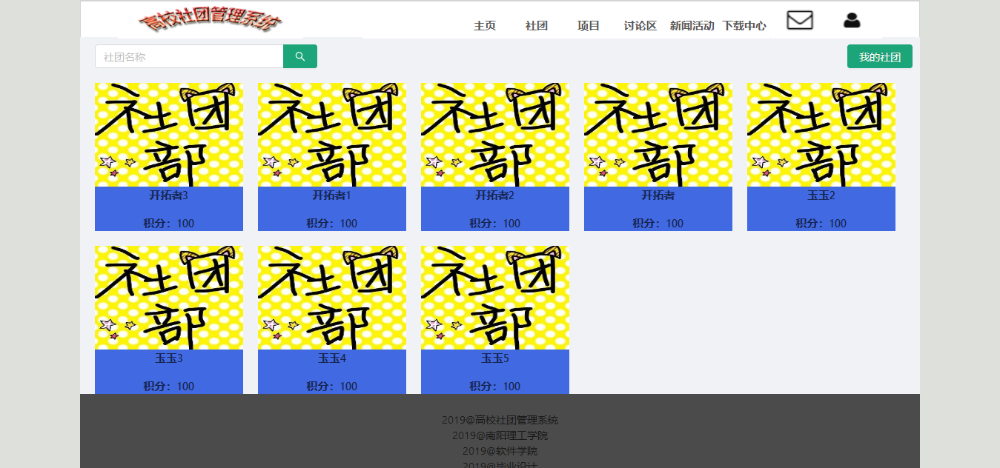 高校社团管理系统
主页 社团 项目 讨论区 新闻活动 下载中心
社团名称
我的社团
社团
部
社团
部
社团
部
社团
部
社团
部
开拓者3 开拓者1 开拓者2 开拓者 玉玉2
积分：100 积分：100 积分：100 积分：100 积分：100
社团
部
社团
部
社团
部
玉玉3 玉玉4 玉玉5
积分：100 积分：100 积分：100
2019@高校社团管理系统
2019@南阳理工学院
2019@软件学院
2019@毕业设计